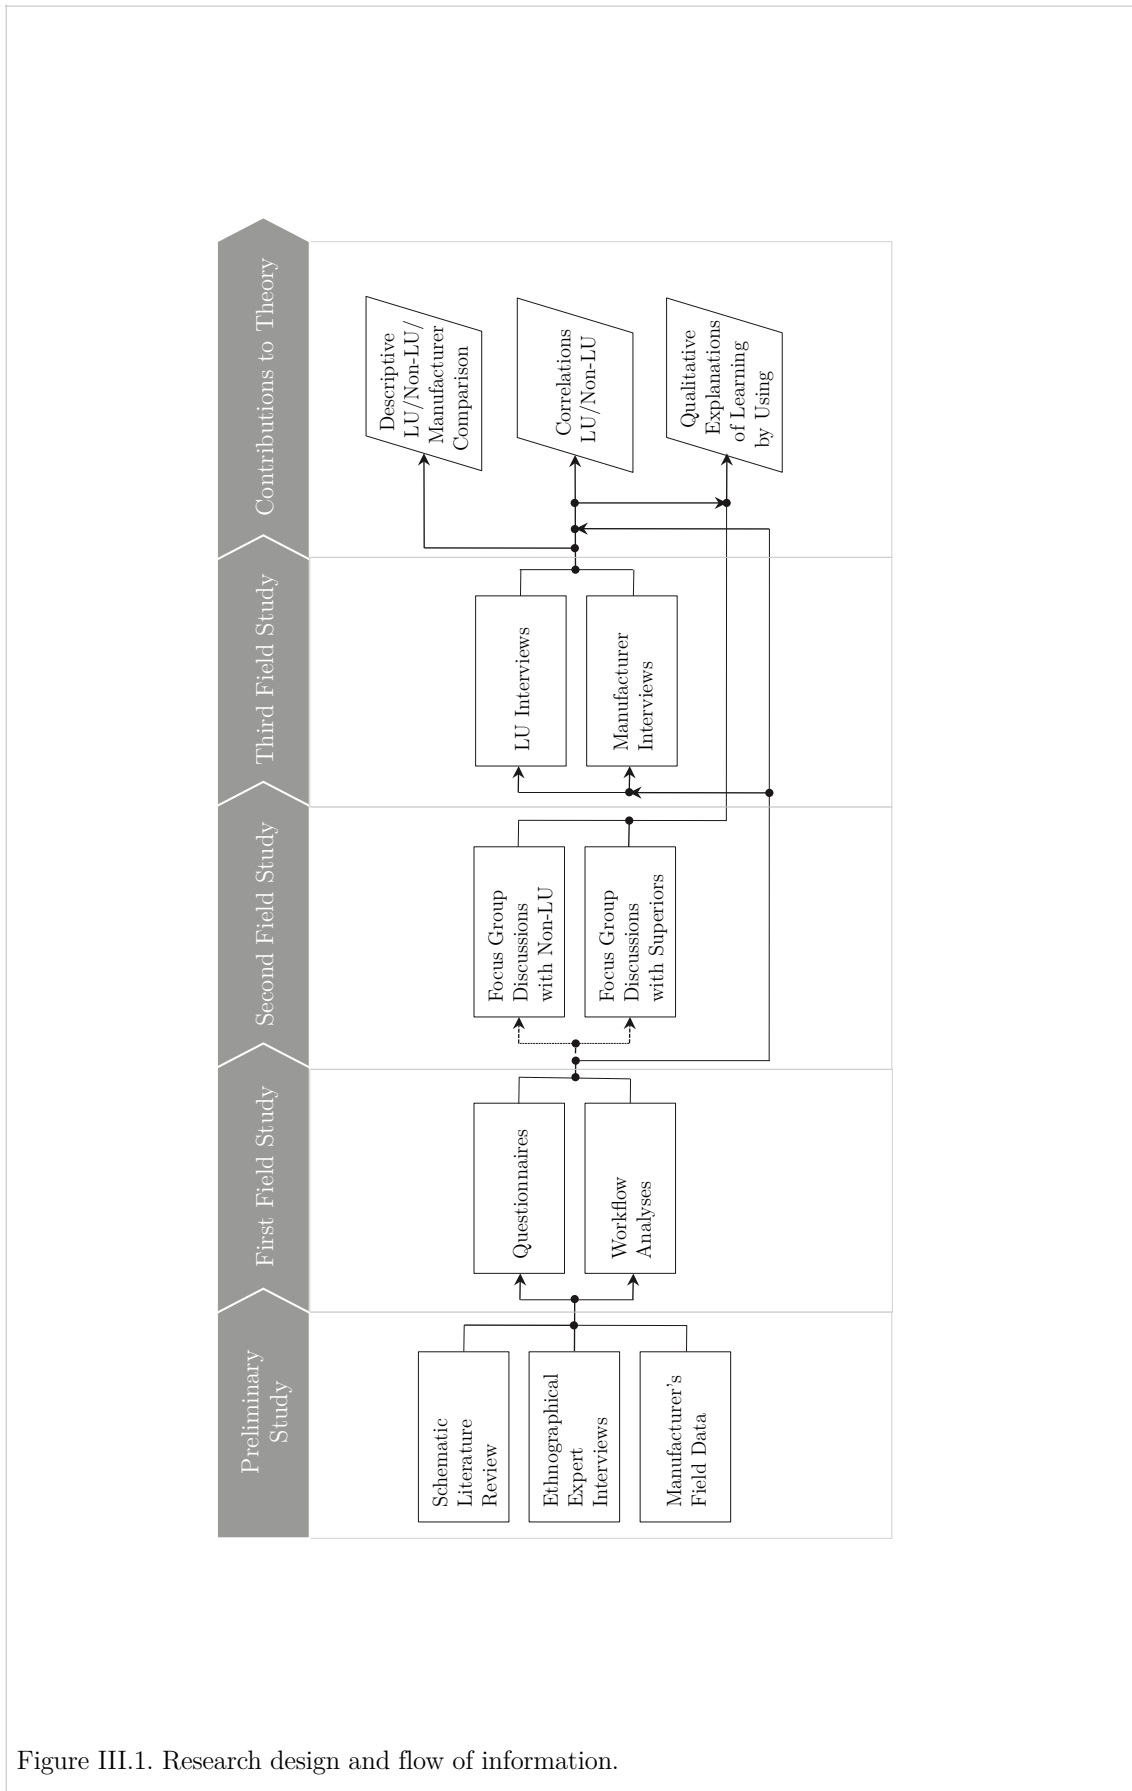 Preliminary
Study
First Field Study
Second Field Study
Third Field Study
Contributions to Theory
Schematic
Literature
Review
Ethnographical
Expert
Interviews
Manufacturer's
Field Data
Questionnaires
Workflow
Analyses
Focus Group
Discussions
with Non-LU
Focus Group
Discussions
with Superiors
LU Interviews
Manufacturer
Interviews
Descriptive
LU/Non-LU/
Manufacturer
Comparison
Correlations
LU/Non-LU
Qualitative
Explanations
of Learning
by Using
Figure III.1. Research design and flow of information.